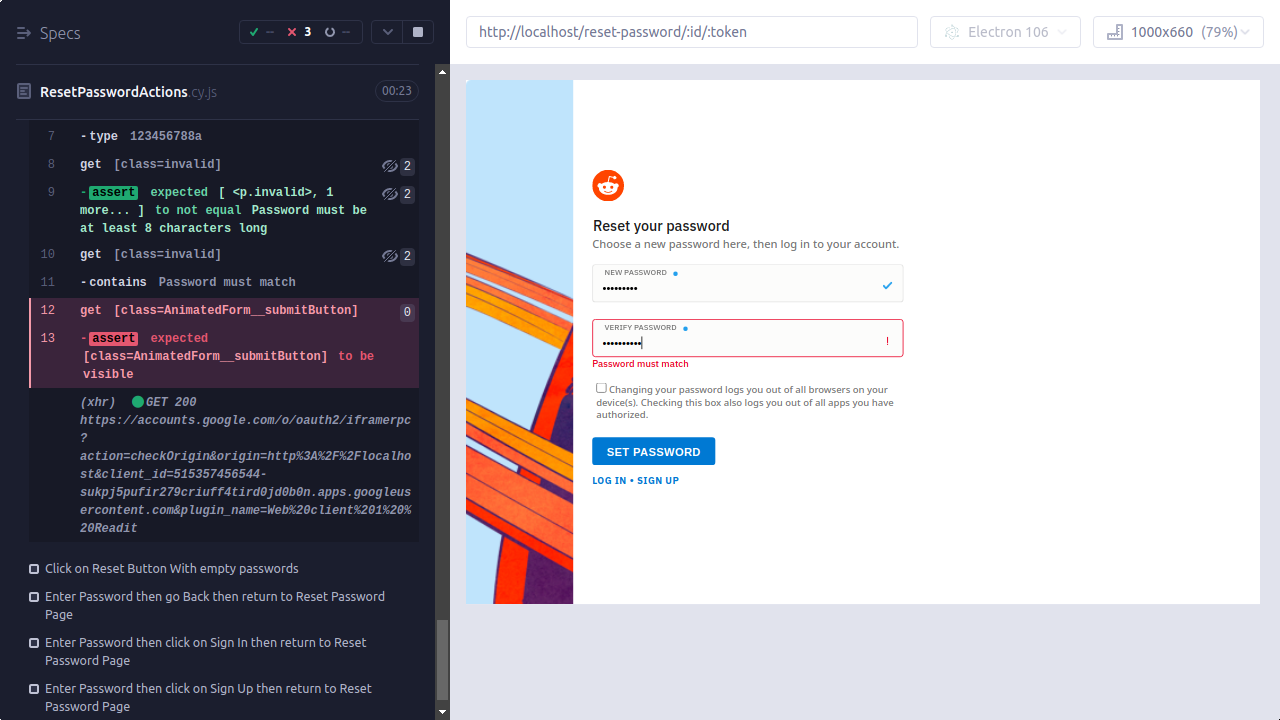 Specs
-- 3 --
ResetPasswordActions.cy.js 00:23
7 -type 123456788a
8 get [class=invalid] 2
9 -assert expected [ <p.invalid>, 1 2
more... ] to not equal Password must be
at least 8 characters long
10 get [class=invalid] 2
11 -contains Password must match
12 get [class=AnimatedForm__submitButton] 0
13 -assert expected
[class=AnimatedForm__submitButton] to be
visible
(xhr) GET 200
https://accounts.google.com/o/oauth2/iframerpc
?
action=checkOrigin&origin=http%3A%2F%2Flocalho
st&client_id=515357456544-
sukpj5pufir279criuff4tird0jd0b0n.apps.googleus
ercontent.com&plugin_name=Web%20client%201%20%
20Readit
Click on Reset Button With empty passwords
Enter Password then go Back then return to Reset Password
Page
Enter Password then click on Sign In then return to Reset
Password Page
Enter Password then click on Sign Up then return to Reset
Password Page
http://localhost/reset-password/:id/:token
Electron 106
1000x660 (79%)
Reset your password
Choose a new password here, then log in to your account.
NEW PASSWORD
•••••••••
VERIFY PASSWORD
•••••••••• !
Password must match
Changing your password logs you out of all browsers on your
device(s). Checking this box also logs you out of all apps you have
authorized.
SET PASSWORD
LOG IN • SIGN UP